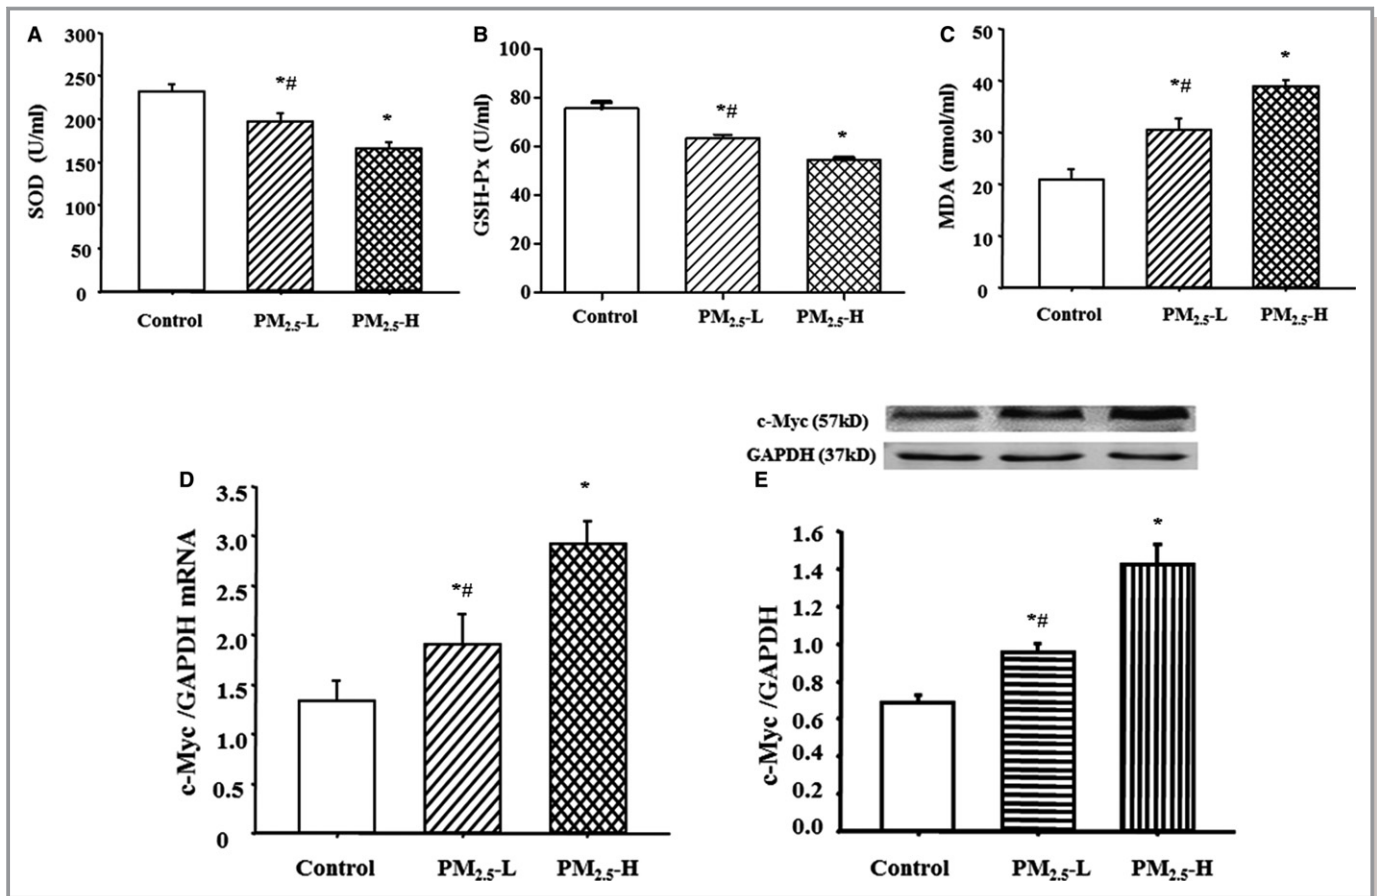 A
SOD (U/ml)
300
250
200
150
100
50
0
*#
*
Control PM2.5-L PM2.5-H
B
GSH-Px (U/ml)
100
80
60
40
20
0
*#
*
Control PM2.5-L PM2.5-H
C
MDA (nmol/ml)
50
40
30
20
10
0
*#
*
Control PM2.5-L PM2.5-H
c-Myc (57kD)
GAPDH (37kD)
D
c-Myc /GAPDH mRNA
3.5
3.0
2.5
2.0
1.5
1.0
0.5
0
*#
*
Control PM2.5-L PM2.5-H
E
c-Myc /GAPDH
1.6
1.4
1.2
1.0
0.8
0.6
0.4
0.2
0.0
*#
*
Control PM2.5-L PM2.5-H